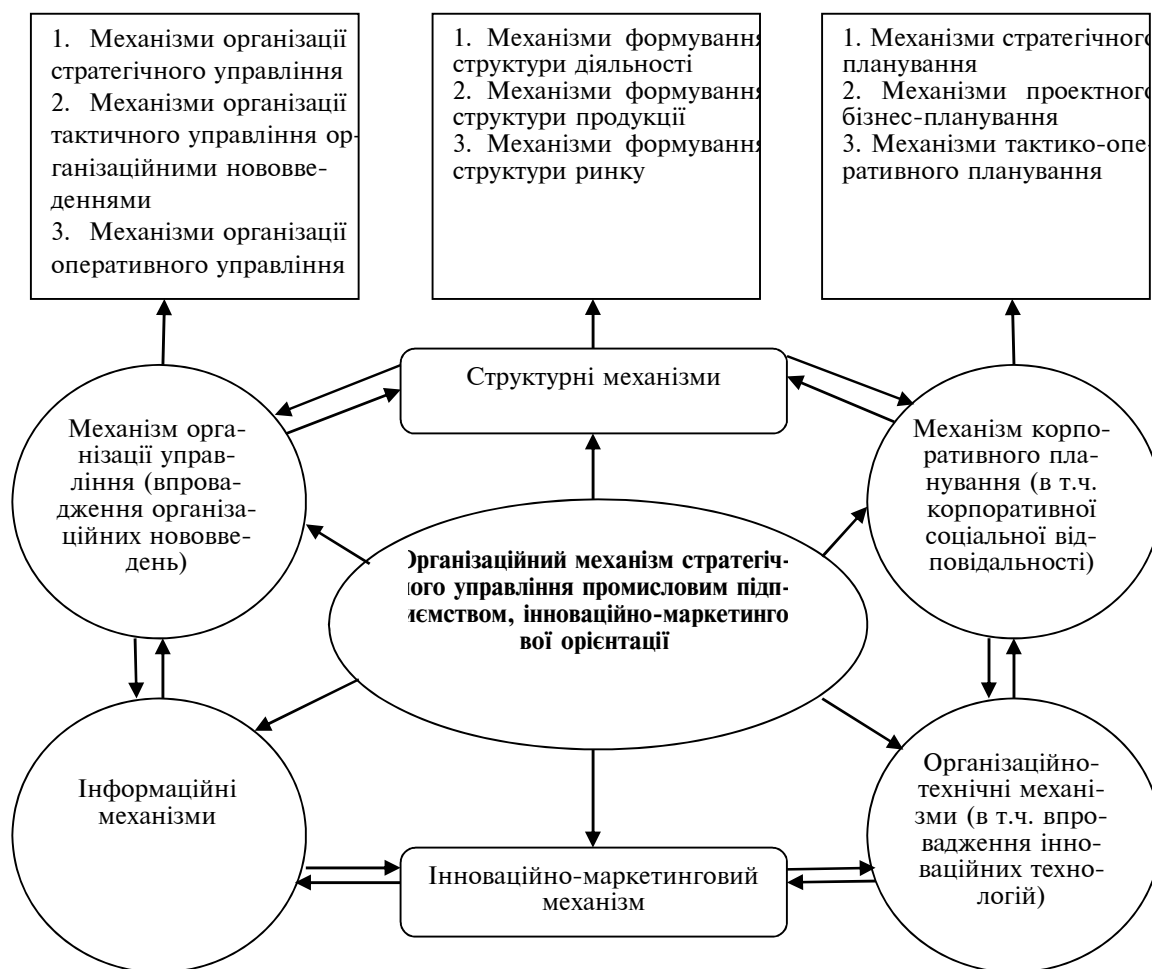 1. Механізми організації
стратегічного управління
2. Механізми організації
тактичного управління ор-
ганізаційними нововве-
деннями
3. Механізми організації
оперативного управління
1. Механізми формування
структури діяльності
2. Механізми формування
структури продукції
3. Механізми формування
структури ринку
1. Механізми стратегічного
планування
2. Механізми проектного
бізнес-планування
3. Механізми тактико-опе-
ративного планування
Структурні механізми
Механізм орга-
нізації управ-
ління (впрова-
дження організа-
ційних нововве-
день)
Механізм корпо-
ративного пла-
нування (в т.ч.
корпоративної
соціальної від-
повідальності)
Організаційний механізм стратегіч-
ного управління промисловим підп-
риємством, інноваційно-маркетинго
вої орієнтації
Інформаційні
механізми
Організаційно-
технічні механі-
зми (в т.ч. впро-
вадження інно-
ваційних техно-
логій)
Інноваційно-маркетинговий
механізм